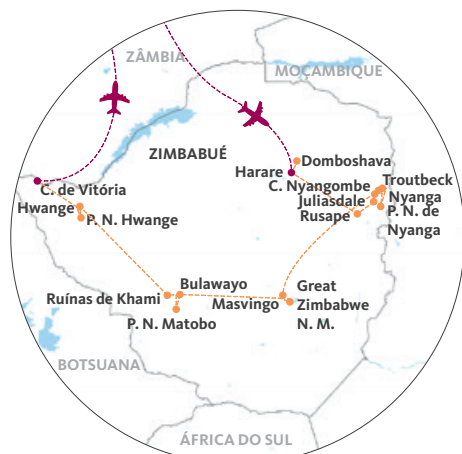 ZÂMBIA
MOÇAMBIQUE
ZIMBABUÉ
Domboshava
Harare
C. Nyangombe
Troutbeck
Juliasdale
Nyanga
Rusape
P. N. de
Nyanga
C. de Vitória
Hwange
P. N. Hwange
Bulawayo
Ruínas de Khami
Masvingo
Great
Zimbabwe
N. M.
P. N. Matobo
BOTSUANA
ÁFRICA DO SUL